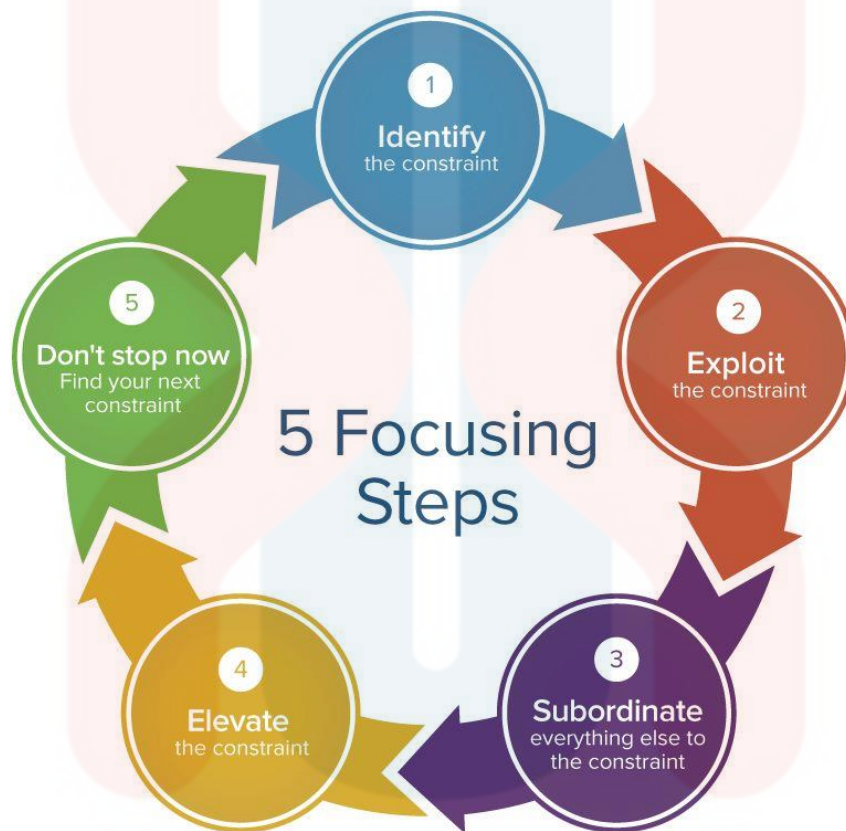 5 Focusing
Steps
1
Identify
the constraint
2
Exploit
the constraint
3
Subordinate
everything else to
the constraint
4
Elevate
the constraint
5
Don't stop now
Find your next
constraint